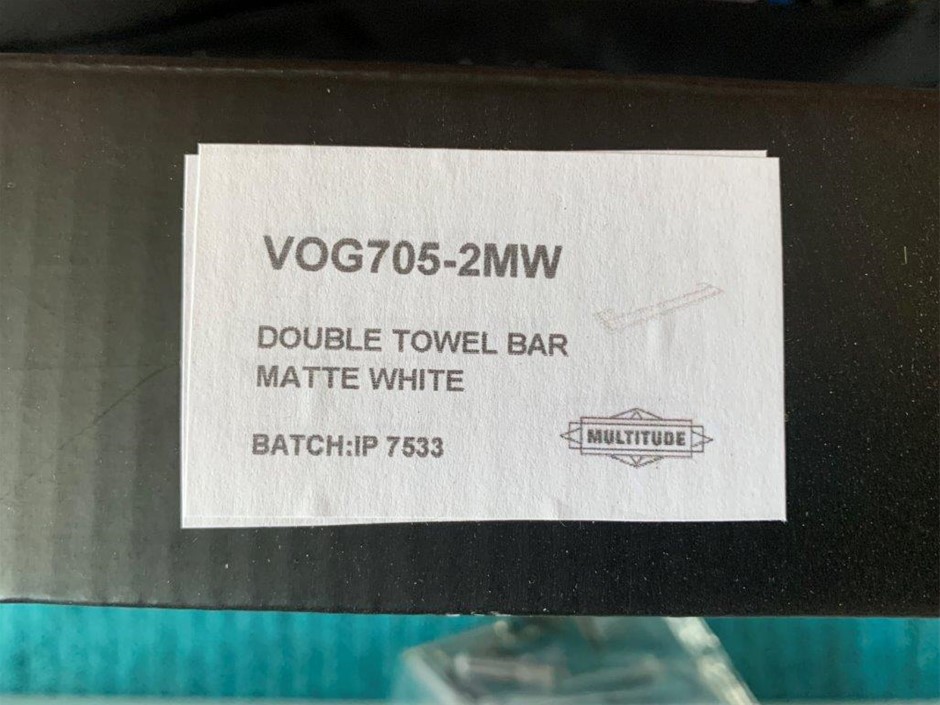 VOG705-2MW
DOUBLE TOWEL BAR
MATTE WHITE
BATCH:IP 7533
MULTITUDE